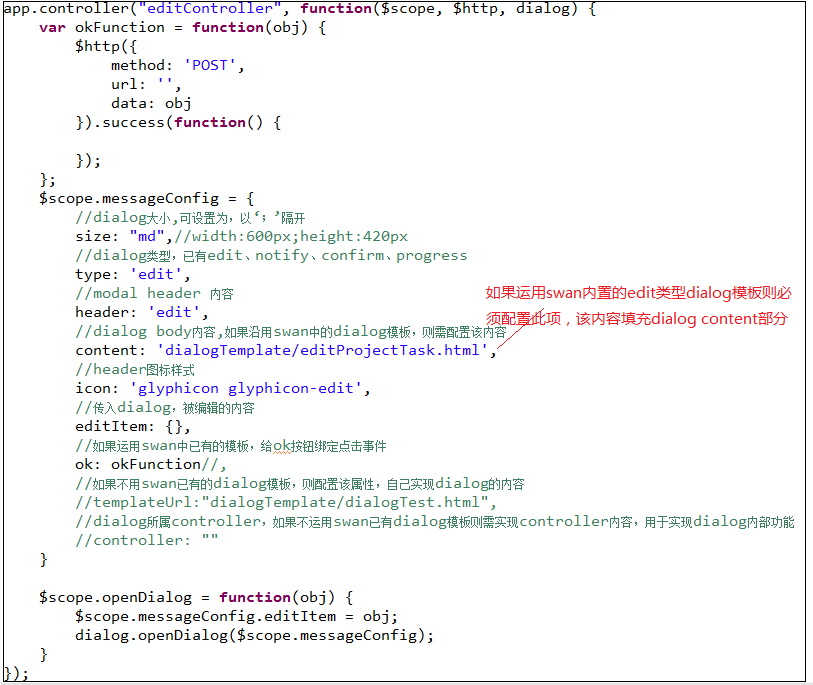 app.controller("editController", function($scope, $http, dialog) {
    var okFunction = function(obj) {
        $http({
            method: 'POST',
            url: '',
            data: obj
        }).success(function() {

        });
    };
    $scope.messageConfig = {
        //dialog大小,可设置为，以‘；’隔开
        size: "md",//width:600px;height:420px
        //dialog类型，已有edit、notify、confirm、progress
        type: 'edit',
        //modal header 内容
        header: 'edit',
        //dialog body内容,如果沿用swan中的dialog模板，则需配置该内容
        content: 'dialogTemplate/editProjectTask.html',
        //header图标样式
        icon: 'glyphicon glyphicon-edit',
        //传入dialog，被编辑的内容
        editItem: {},
        //如果运用swan中已有的模板，给ok按钮绑定点击事件
        ok: okFunction//,
        //如果不用swan已有的dialog模板，则配置该属性，自己实现dialog的内容
        //templateUrl:"dialogTemplate/dialogTest.html",
        //dialog所属controller，如果不运用swan已有dialog模板则需实现controller内容，用于实现dialog内部功能
        //controller: ""
    }

    $scope.openDialog = function(obj) {
        $scope.messageConfig.editItem = obj;
        dialog.openDialog($scope.messageConfig);
    }
});
如果运用swan内置的edit类型dialog模板则必
须配置此项，该内容填充dialog content部分